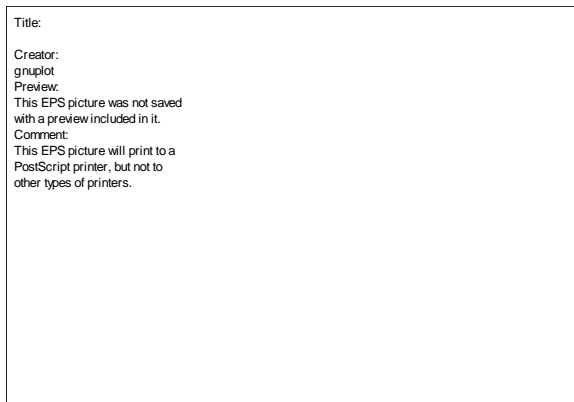 Title:
Creator:
gnuplot
Preview:
This EPS picture was not saved
with a preview included in it.
Comment:
This EPS picture will print to a
PostScript printer, but not to
other types of printers.